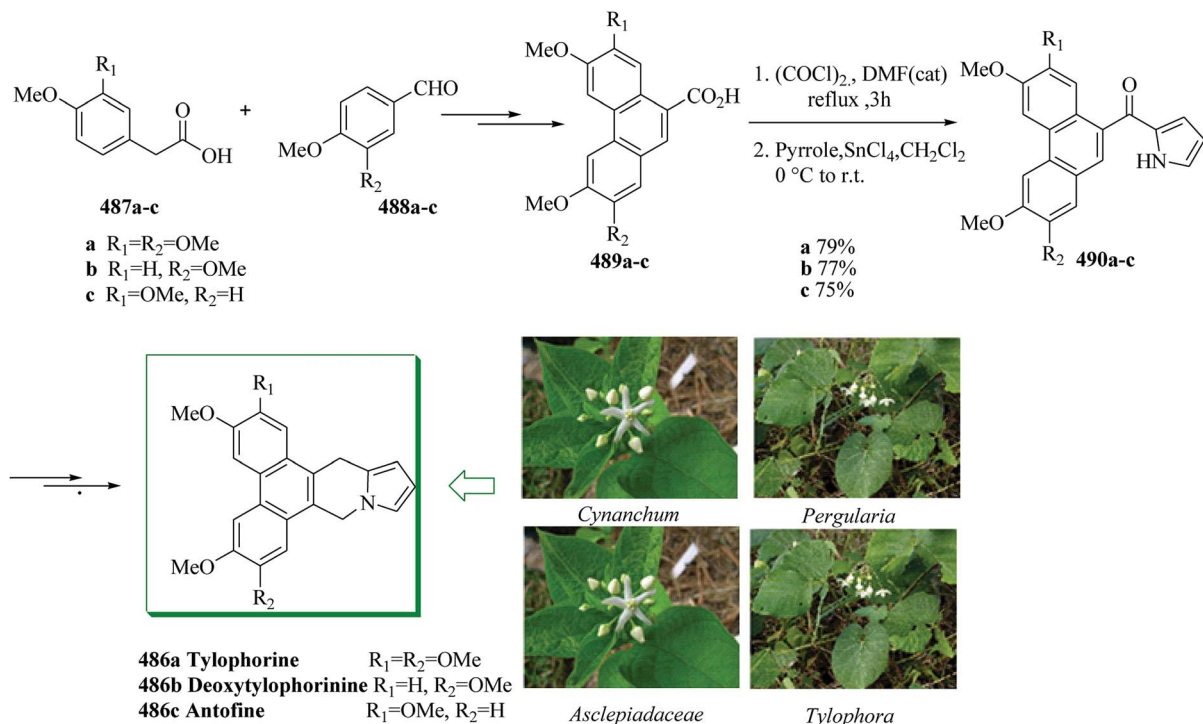 R1
MeO
O
OH
487a-c
+
CHO
MeO
R2
488a-c
a R1=R2=OMe
b R1=H, R2=OMe
c R1=OMe, R2=H
R1
MeO
CO2H
MeO
R2
489a-c
1. (COCl)2., DMF(cat)
reflux ,3h
2. Pyrrole,SnCl4,CH2Cl2
0 °C to r.t.
a 79%
b 77%
c 75%
R1
MeO
O
HN
MeO
R2
490a-c
R1
MeO
N
MeO
R2
486a Tylophorine R1=R2=OMe
486b Deoxytylophorinine R1=H, R2=OMe
486c Antofine R1=OMe, R2=H
Cynanchum
Pergularia
Asclepiadaceae
Tylophora